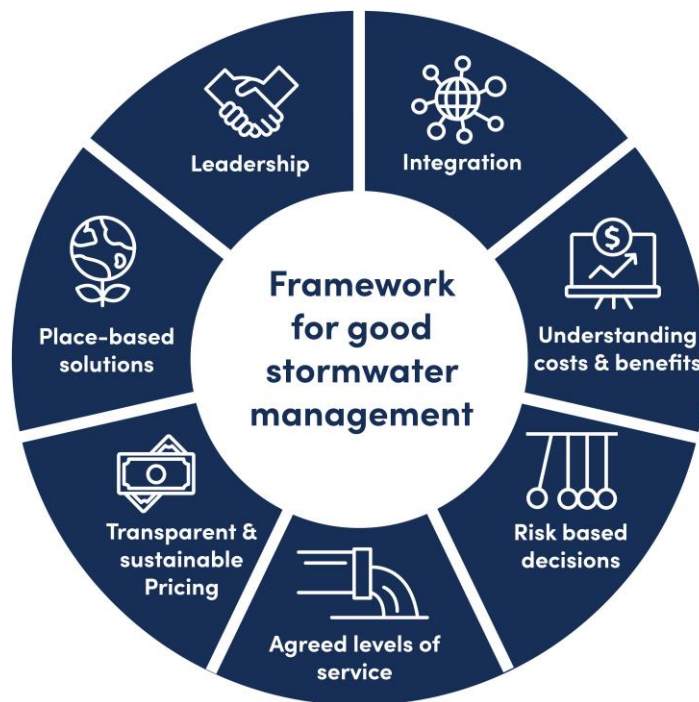 Framework
for good
stormwater
management
Leadership
Integration
Understanding
costs & benefits
Risk based
decisions
Agreed levels of
service
Transparent &
sustainable
Pricing
Place-based
solutions
$